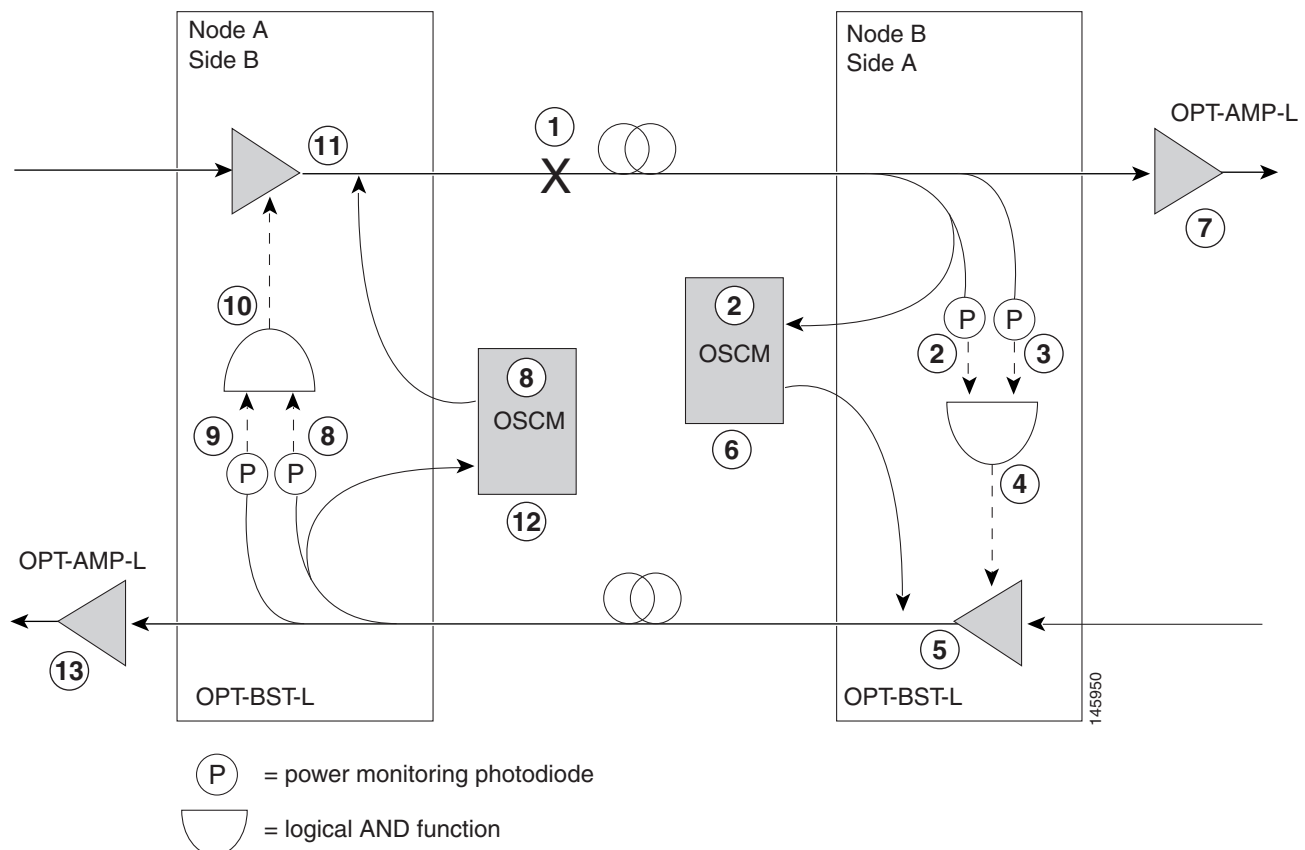 Node A
Side B
Node B
Side A
OPT-AMP-L
1
11
X
7
10
2
OSCM
P
P
2
3
8
OSCM
9
8
6
P
P
4
12
OPT-AMP-L
13
5
OPT-BST-L
OPT-BST-L
145950
P = power monitoring photodiode
= logical AND function